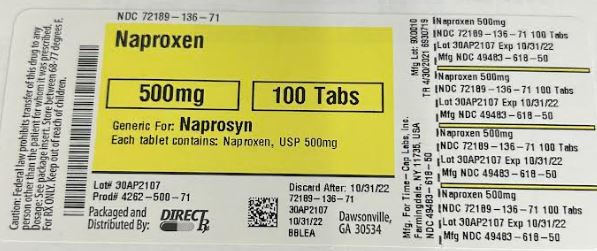 NDC 72189-136-71
Naproxen
500mg
100 Tabs
Generic For: Naprosyn
Each tablet contains: Naproxen, USP 500mg
Lot# 30AP2107
Prod# 4262-500-71
Packaged and
Distributed By:
DIRECT Rx
Discard After: 10/31/22
72189-136-71
30AP2107
10/31/22
BBLEA
Dawsonville,
GA 30534
Caution: Federal law prohibits transfer of this drug to any
person other than the patient for whom it was prescribed.
Dosage: See package insert. Store between 68-77 degrees F.
For RX ONLY. Keep out of reach of children.
Mfg Lot: 9X0010
TR 4/30/2021 6930719
Mfg. For Time-Cap Labs, Inc.
Farmingdale, NY 11735, USA
NDC 49483-618-50
Naproxen 500mg
NDC 72189-136-71 100 Tabs
Lot 30AP2107 Exp 10/31/22
Mfg NDC 49483-618-50
Naproxen 500mg
NDC 72189-136-71 100 Tabs
Lot 30AP2107 Exp 10/31/22
Mfg NDC 49483-618-50
Naproxen 500mg
NDC 72189-136-71 100 Tabs
Lot 30AP2107 Exp 10/31/22
Mfg NDC 49483-618-50
Naproxen 500mg
NDC 72189-136-71 100 Tabs
Lot 30AP2107 Exp 10/31/22
Mfg NDC 49483-618-50